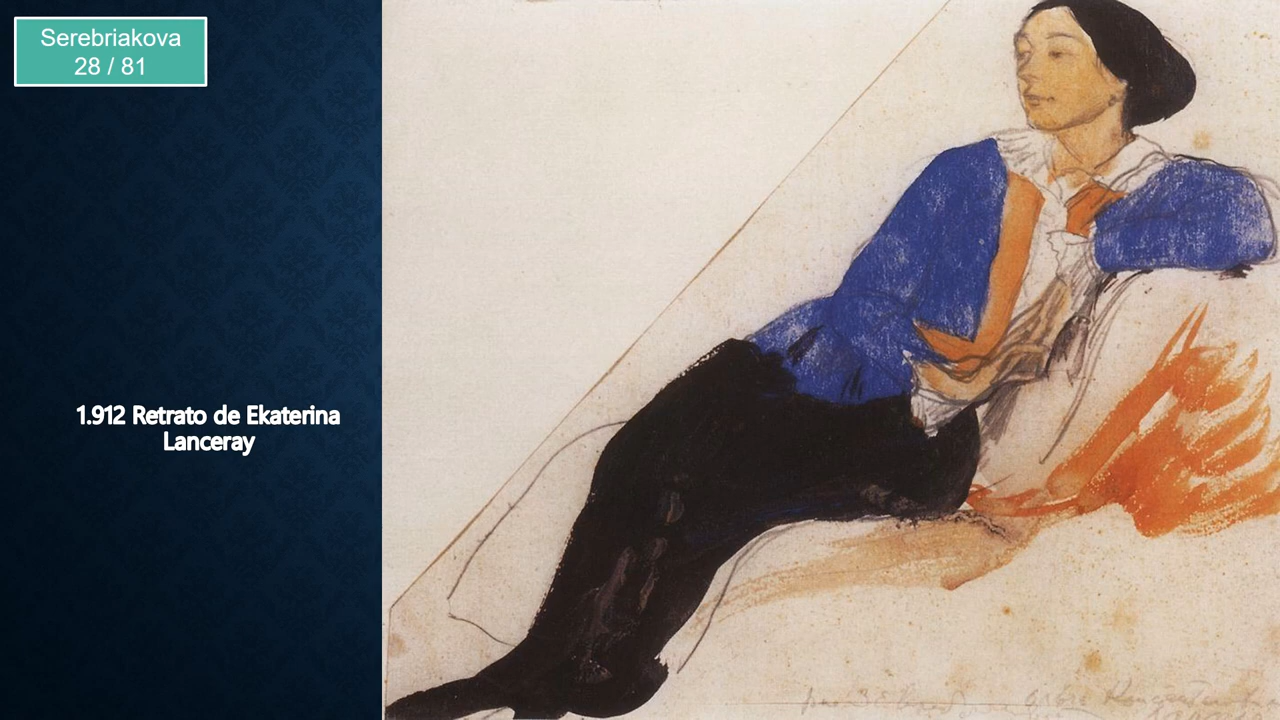 Serebriakova
28 / 81
1.912 Retrato de Ekaterina
Lanceray